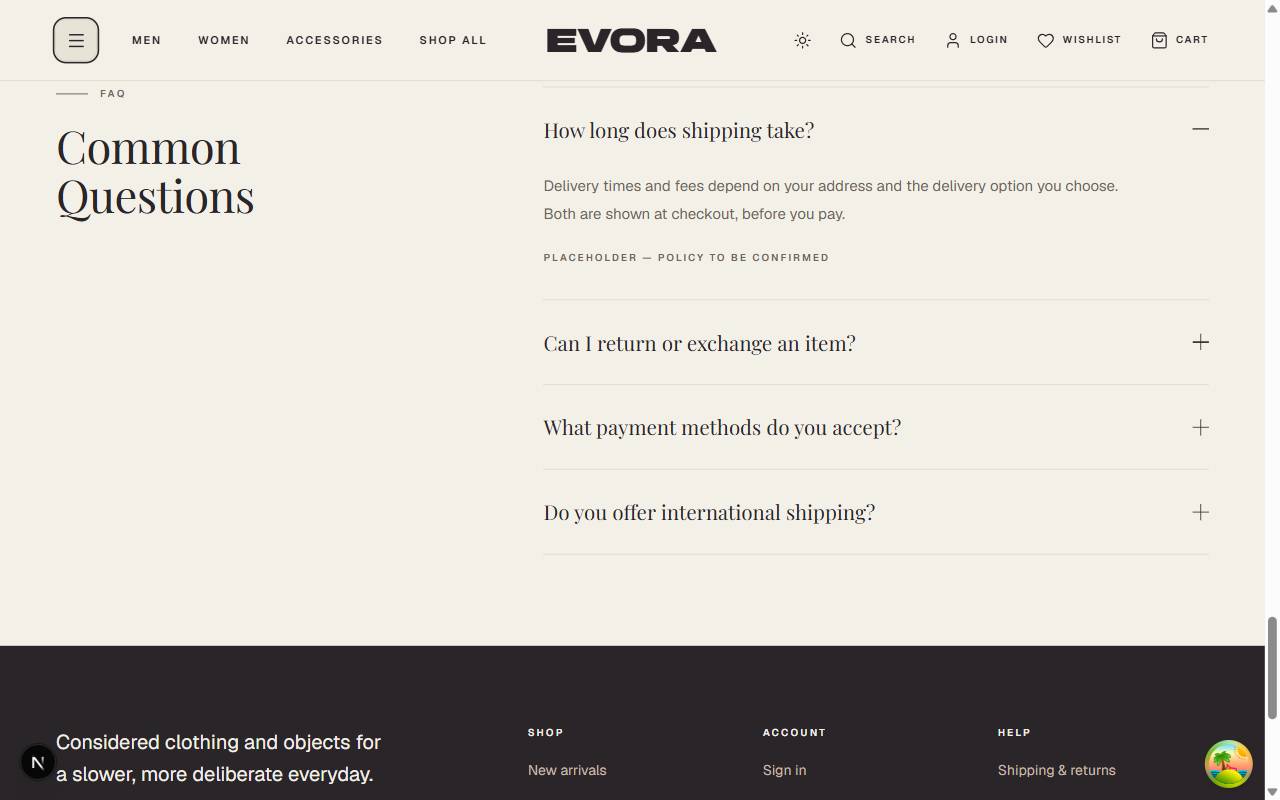 MEN
WOMEN
ACCESSORIES
SHOP ALL
EVORA
SEARCH
LOGIN
WISHLIST
CART
FAQ
Common
Questions
How long does shipping take?
Delivery times and fees depend on your address and the delivery option you choose.
Both are shown at checkout, before you pay.
PLACEHOLDER — POLICY TO BE CONFIRMED
Can I return or exchange an item?
What payment methods do you accept?
Do you offer international shipping?
Considered clothing and objects for
a slower, more deliberate everyday.
SHOP
New arrivals
ACCOUNT
Sign in
HELP
Shipping & returns
N